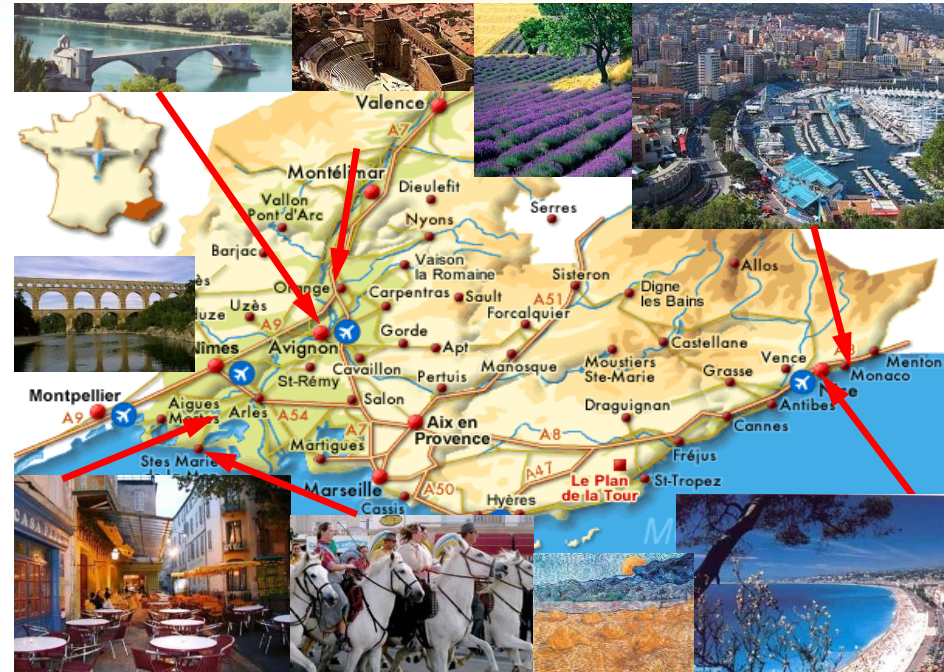 Valence
A7
Montélimar
Dieulefit
Vallon
Pont d'Arc
Nyons
Serres
Barjac
Vaison
la Romaine
Allos
Sisteron
Orange
Carpentras
Sault
A51
Digne
les Bains
Uzès
Forcalquier
A9
Gorde
Castellane
Avignon
Apt
Nîmes
Cavaillon
Manosque
Moustiers
Ste-Marie
Vence
Menton
Monaco
St-Rémy
Pertuis
Grasse
Montpellier
Salon
Antibes
A9
Aigues
Mortes
Arles
A54
Draguignan
Cannes
A7
Aix en
Provence
A8
Martigues
Fréjus
Stes Marie
A47
Le Plan
de la Tour
St-Tropez
Marseille
A50
Cassis
Hyères
M